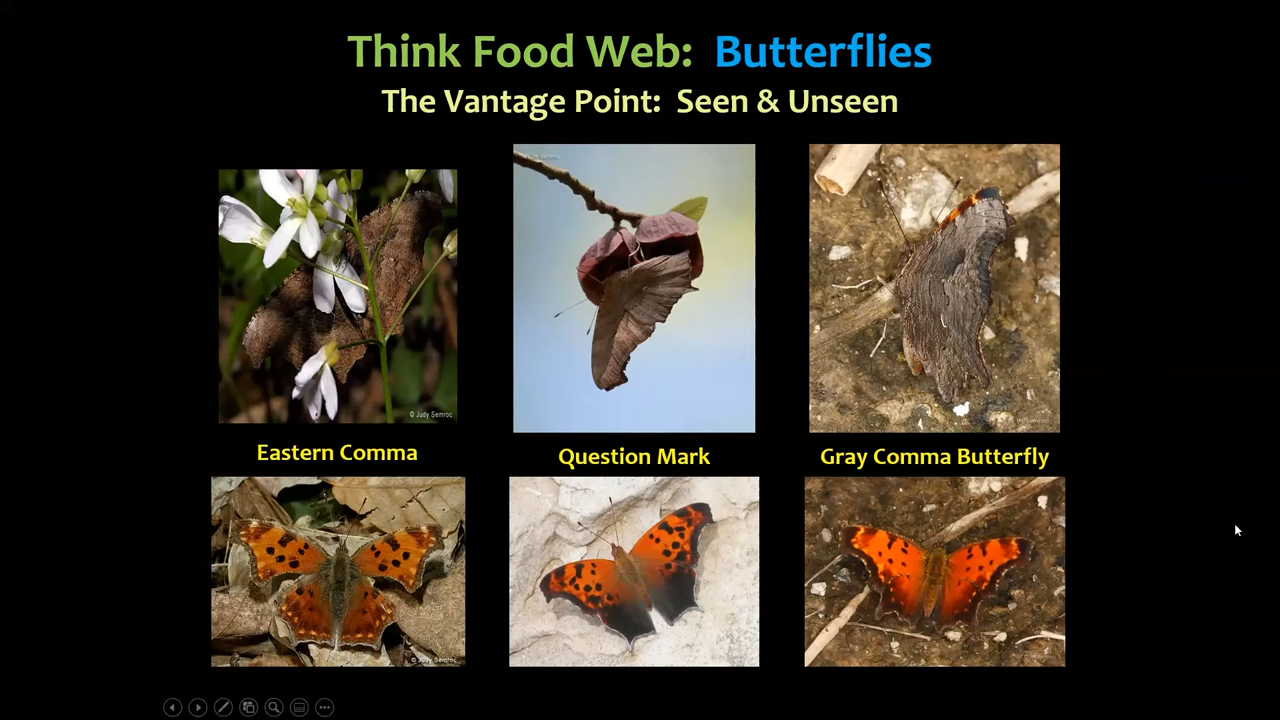 Think Food Web: Butterflies
The Vantage Point: Seen & Unseen
© Judy Semroc
Eastern Comma
Question Mark
Gray Comma Butterfly
© Judy Semroc